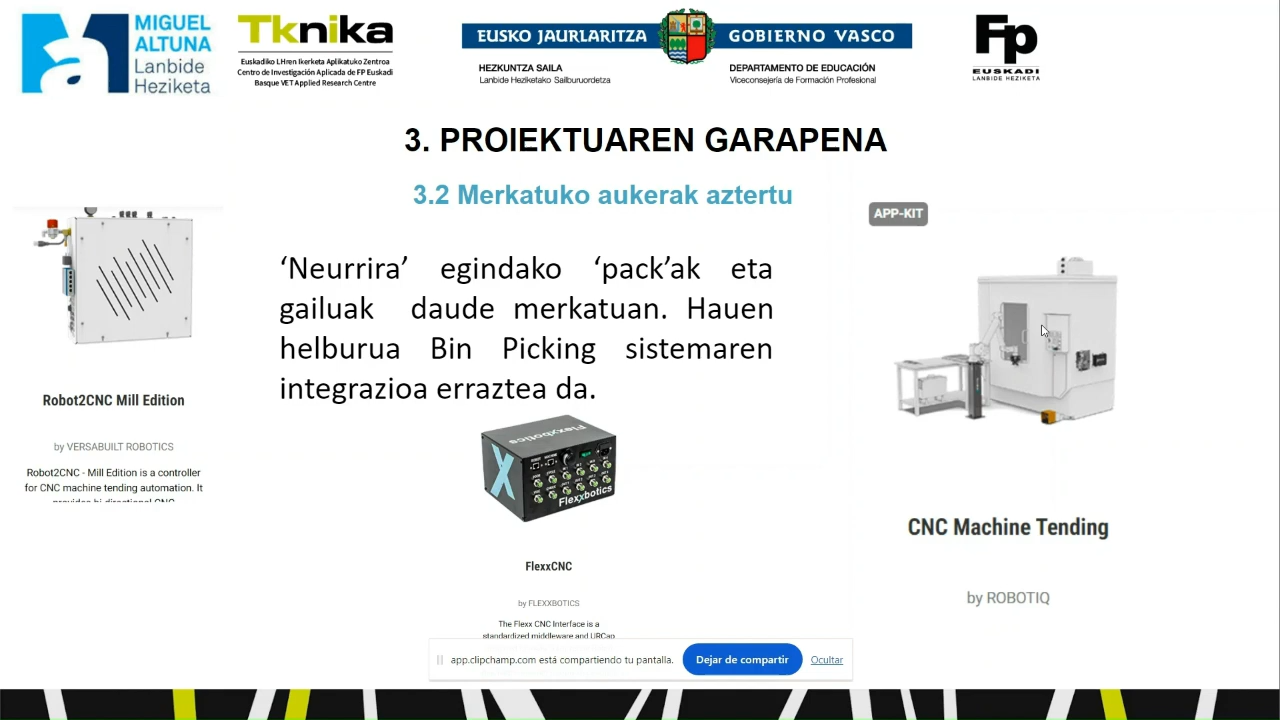 MIGUEL
ALTUNA
Lanbide
Heziketa
Tknika
Euskadiko LHren Ikerketa Aplikatuko Zentroa
Centro de Investigación Aplicada de FP Euskadi
Basque VET Applied Research Centre
EUSKO JAURLARITZA
GOBIERNO VASCO
HEZKUNTZA SAILA
Lanbide Heziketako Sailburuordetza
DEPARTAMENTO DE EDUCACIÓN
Viceconsejería de Formación Profesional
Fp
EUSKADI
LANBIDE HEZIKETA
3. PROIEKTUAREN GARAPENA
3.2 Merkatuko aukerak aztertu
‘Neurrira’ egindako ‘pack’ak eta
gailuak daude merkatuan. Hauen
helburua Bin Picking sistemaren
integrazioa erraztea da.
Robot2CNC Mill Edition
by VERSABUILT ROBOTICS
Robot2CNC - Mill Edition is a controller
for CNC machine tending automation. It
provides bi-directional CNC
Flexxbotics
Flexxbotics
FlexxCNC
by FLEXXBOTICS
The Flexx CNC Interface is a
standardized middleware and URCap
APP-KIT
CNC Machine Tending
by ROBOTIQ
app.clipchamp.com está compartiendo tu pantalla.
Dejar de compartir
Ocultar